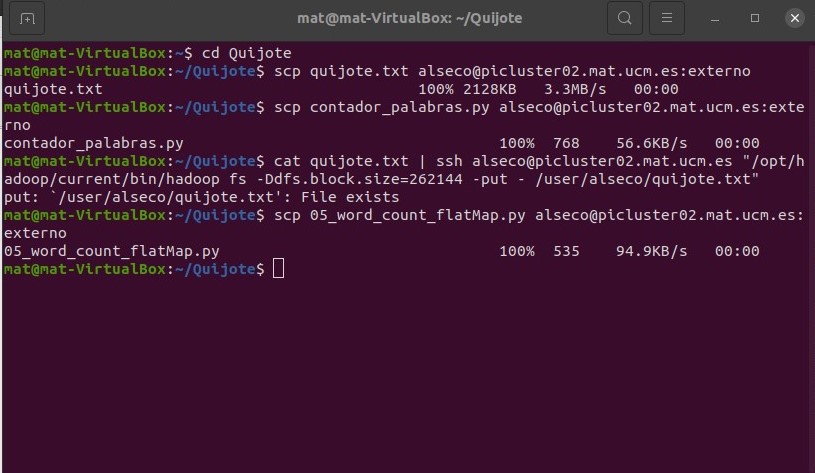 mat@mat-VirtualBox: ~/Quijote
mat@mat-VirtualBox:~$ cd Quijote
mat@mat-VirtualBox:~/Quijote$ scp quijote.txt alseco@picluster02.mat.ucm.es:externo
quijote.txt 100% 2128KB 3.3MB/s 00:00
mat@mat-VirtualBox:~/Quijote$ scp contador_palabras.py alseco@picluster02.mat.ucm.es:exte
rno
contador_palabras.py 100% 768 56.6KB/s 00:00
mat@mat-VirtualBox:~/Quijote$ cat quijote.txt | ssh alseco@picluster02.mat.ucm.es "/opt/h
adoop/current/bin/hadoop fs -Ddfs.block.size=262144 -put - /user/alseco/quijote.txt"
put: `/user/alseco/quijote.txt': File exists
mat@mat-VirtualBox:~/Quijote$ scp 05_word_count_flatMap.py alseco@picluster02.mat.ucm.es:
externo
05_word_count_flatMap.py 100% 535 94.9KB/s 00:00
mat@mat-VirtualBox:~/Quijote$